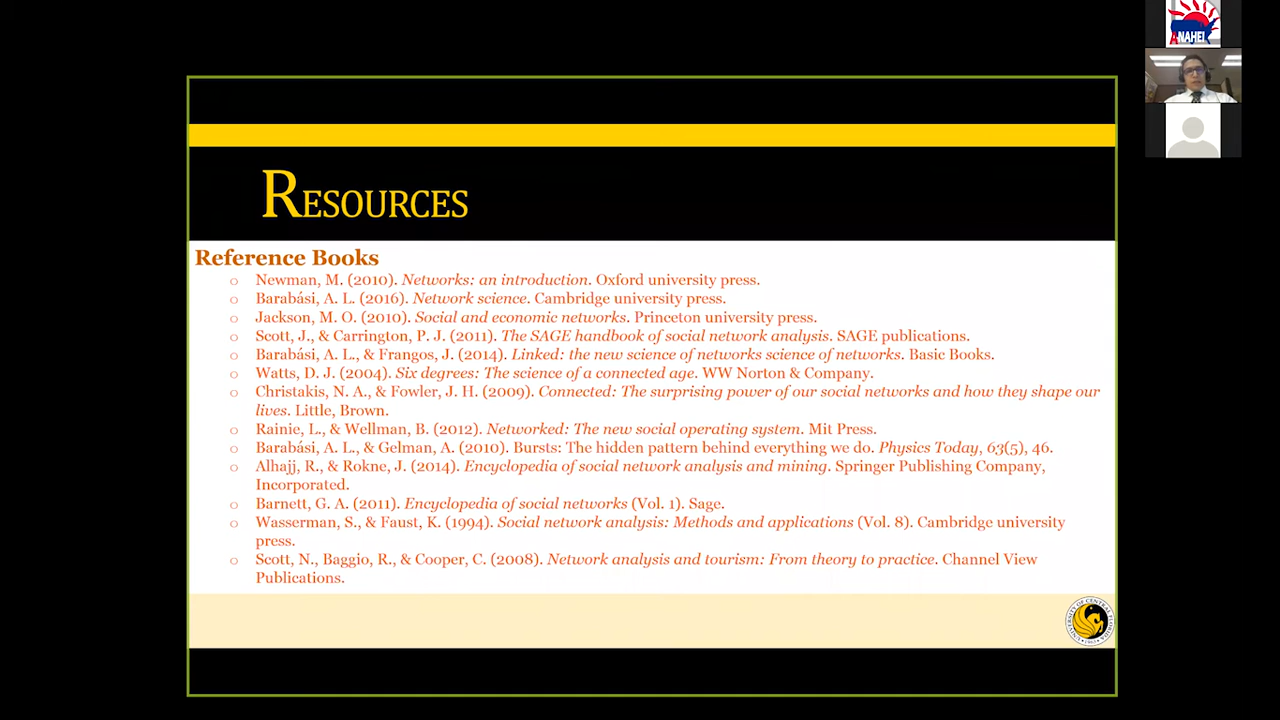 ANAHEI
RESOURCES
Reference Books
o Newman, M. (2010). Networks: an introduction. Oxford university press.
o Barabási, A. L. (2016). Network science. Cambridge university press.
o Jackson, M. O. (2010). Social and economic networks. Princeton university press.
o Scott, J., & Carrington, P. J. (2011). The SAGE handbook of social network analysis. SAGE publications.
o Barabási, A. L., & Frangos, J. (2014). Linked: the new science of networks science of networks. Basic Books.
o Watts, D. J. (2004). Six degrees: The science of a connected age. WW Norton & Company.
o Christakis, N. A., & Fowler, J. H. (2009). Connected: The surprising power of our social networks and how they shape our
lives. Little, Brown.
o Rainie, L., & Wellman, B. (2012). Networked: The new social operating system. Mit Press.
o Barabási, A. L., & Gelman, A. (2010). Bursts: The hidden pattern behind everything we do. Physics Today, 63(5), 46.
o Alhajj, R., & Rokne, J. (2014). Encyclopedia of social network analysis and mining. Springer Publishing Company,
Incorporated.
o Barnett, G. A. (2011). Encyclopedia of social networks (Vol. 1). Sage.
o Wasserman, S., & Faust, K. (1994). Social network analysis: Methods and applications (Vol. 8). Cambridge university
press.
o Scott, N., Baggio, R., & Cooper, C. (2008). Network analysis and tourism: From theory to practice. Channel View
Publications.
UNIVERSITY OF CENTRAL FLORIDA
1963